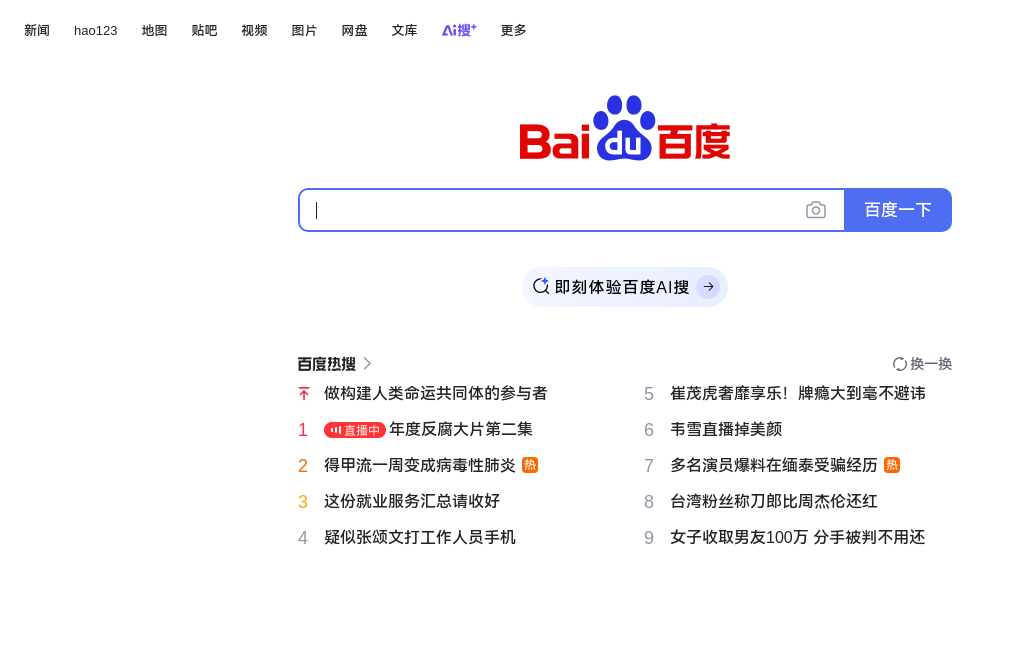 新闻 hao123 地图 贴吧 视频 图片 网盘 文库 Ai搜+ 更多
Bai du 百度
百度一下
即刻体验百度AI搜
百度热搜 换一换
做构建人类命运共同体的参与者
1 直播中 年度反腐大片第二集
2 得甲流一周变成病毒性肺炎 热
3 这份就业服务汇总请收好
4 疑似张颂文打工作人员手机
5 崔茂虎奢靡享乐！牌瘾大到毫不避讳
6 韦雪直播掉美颜
7 多名演员爆料在缅泰受骗经历 热
8 台湾粉丝称刀郎比周杰伦还红
9 女子收取男友100万 分手被判不用还